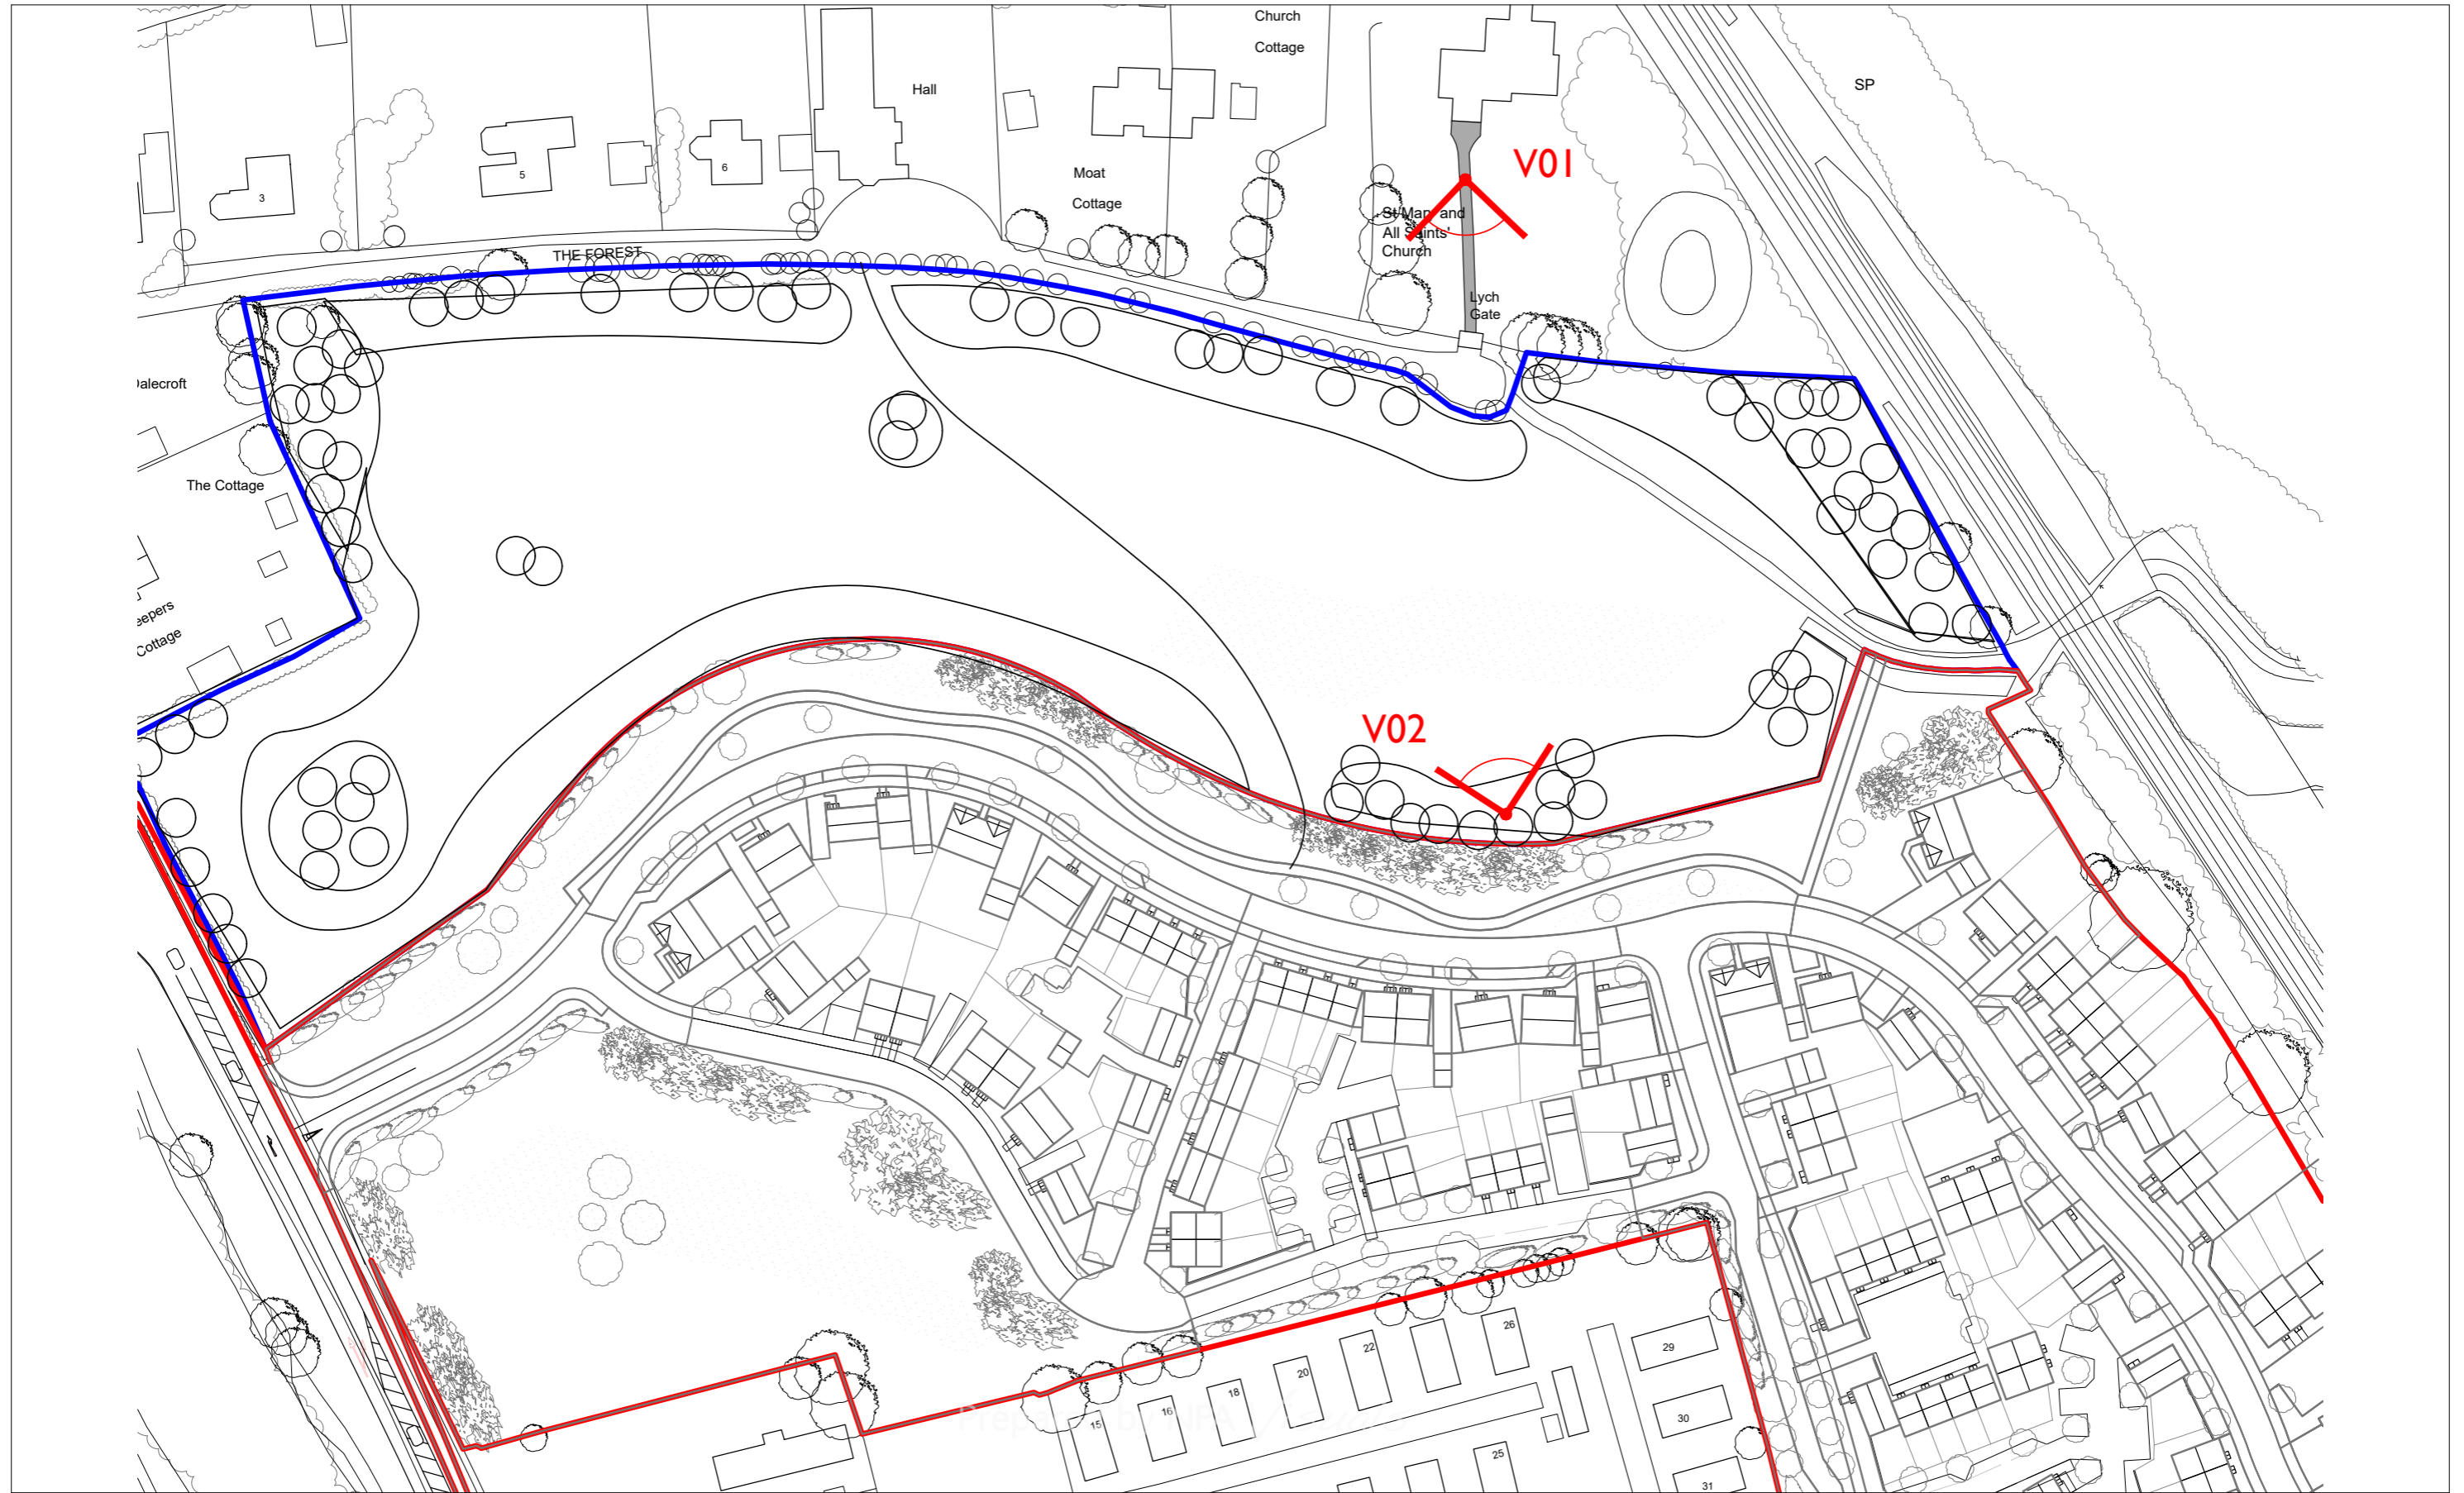 Church
Cottage
SP
Hall
V01
3
5
6
Moat
Cottage
St Mary and
All Saints'
Church
THE FOREST
Lych
Gate
Dalecroft
The Cottage
eepers
Cottage
V02
26
22
20
18
16
15
25
29
30
31